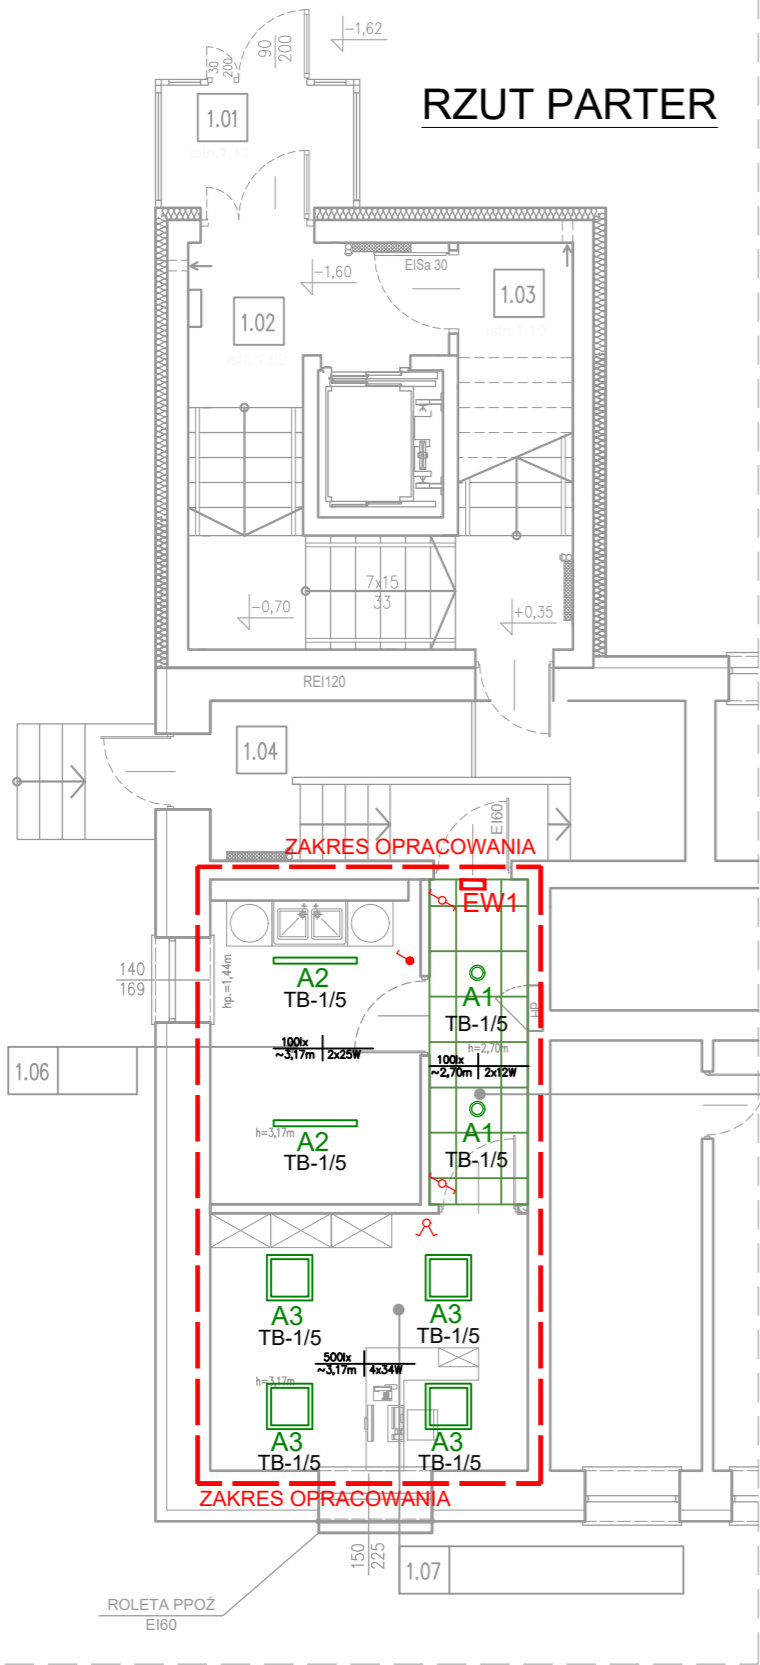 -1,62
90
200
30
200
RZUT PARTER
1.01
EISa 30
-1,60
1.03
1.02
7x15
33
-0,70
+0,35
REI120
1.04
EI60
ZAKRES OPRACOWANIA
EW1
140
169
hp.=1,44m
A2
TB-1/5
A1
TB-1/5
HP
100lx
~3,17m
2x25W
h=2,70m
100lx
~2,70m
2x12W
1.06
h=3,17m
A2
TB-1/5
A1
TB-1/5
A3
TB-1/5
A3
TB-1/5
500lx
~3,17m
4x34W
h=3,17m
A3
TB-1/5
A3
TB-1/5
ZAKRES OPRACOWANIA
150
225
1.07
ROLETA PPOŻ
EI60